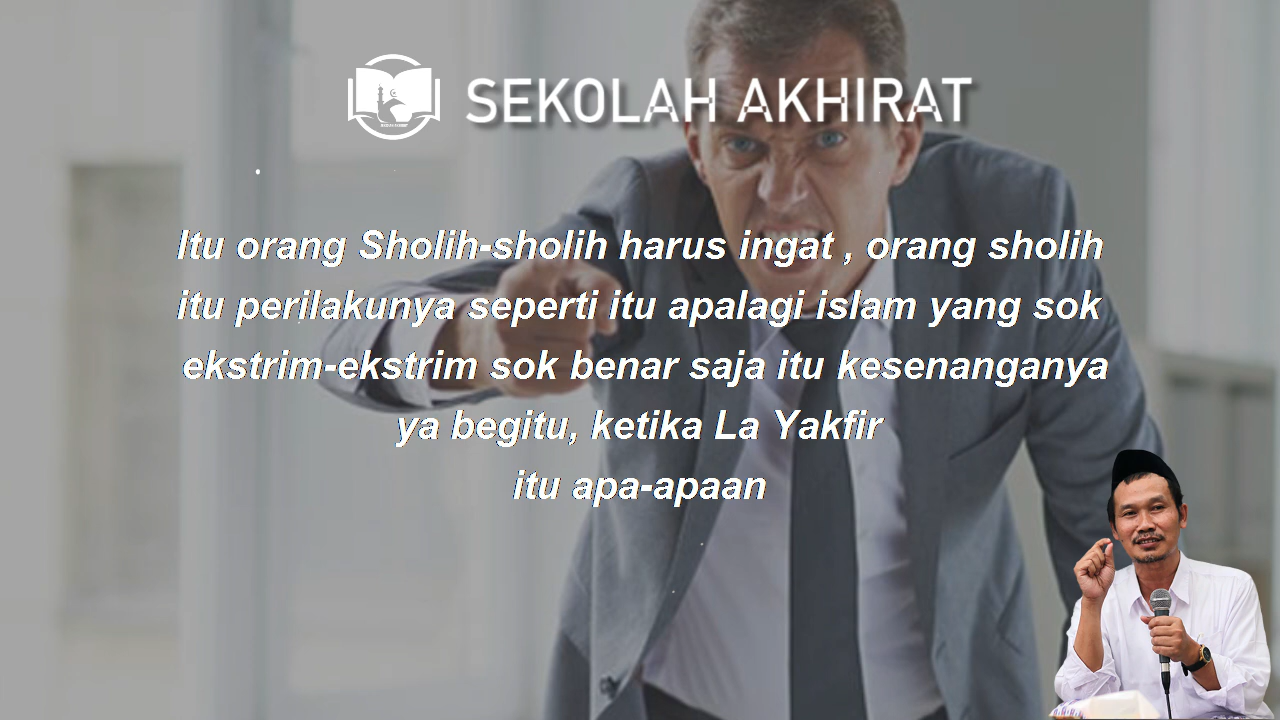 SEKOLAH AKHIRAT
Itu orang Sholih-sholih harus ingat , orang sholih
itu perilakunya seperti itu apalagi islam yang sok
ekstrim-ekstrim sok benar saja itu kesenanganya
ya begitu, ketika La Yakfir
itu apa-apaan